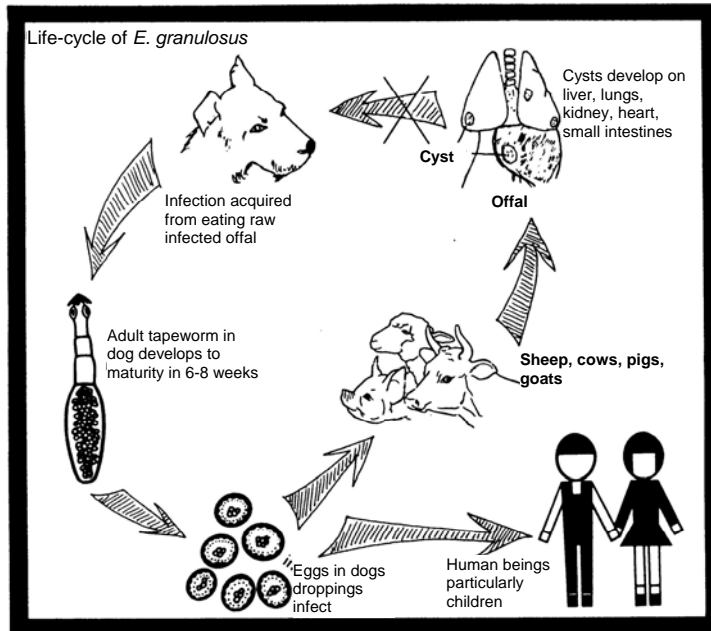 Life-cycle of E. granulosus
Cysts develop on
liver, lungs,
kidney, heart,
small intestines
Cyst
Offal
Infection acquired
from eating raw
infected offal
Adult tapeworm in
dog develops to
maturity in 6-8 weeks
Sheep, cows, pigs,
goats
Eggs in dogs
droppings
infect
Human beings
particularly
children